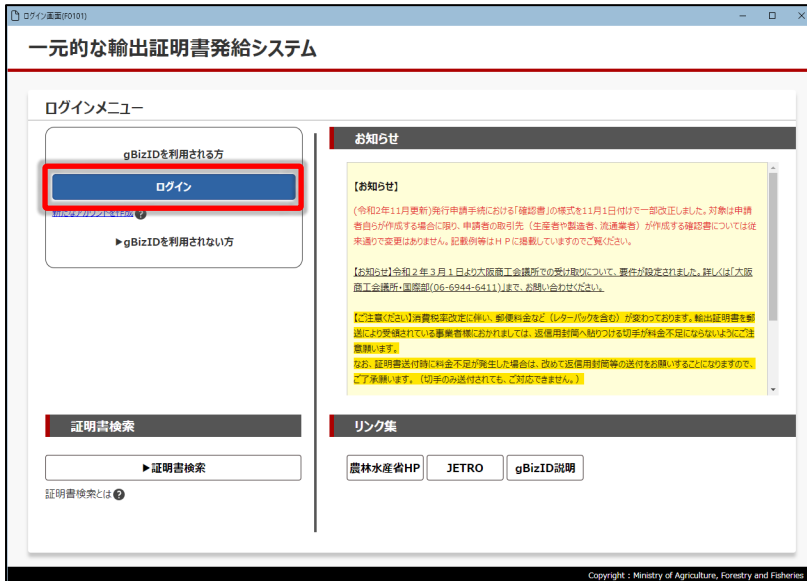 ログイン画面(F0101)
一元的な輸出証明書発給システム
ログインメニュー
gBizIDを利用される方
ログイン
新たなアカウントを作成 ?
▶gBizIDを利用されない方
お知らせ
【お知らせ】
(令和2年11月更新)発行申請手続における「確認書」の様式を11月1日付けで一部改正しました。対象は申請
者自らが作成する場合に限り、申請者の取引先（生産者や製造者、流通業者）が作成する確認書については従
来通りで変更はありません。記載例等はＨＰに掲載していますのでご覧ください。
【お知らせ】令和２年３月１日より大阪商工会議所での受け取りについて、要件が設定されました。詳しくは「大阪
商工会議所・国際部(06-6944-6411)」まで、お問い合わせください。
【ご注意ください】消費税率改定に伴い、郵便料金など（レターパックを含む）が変わっております。輸出証明書を郵
送により受領されている事業者様におかれましては、返信用封筒へ貼りつける切手が料金不足にならないようにご注
意願います。
なお、証明書送付時に料金不足が発生した場合は、改めて返信用封筒等の送付をお願いすることになりますので、
ご了承願います。（切手のみ送付されても、ご対応できません。）
証明書検索
▶証明書検索
証明書検索とは ?
リンク集
農林水産省HP JETRO gBizID説明
Copyright : Ministry of Agriculture, Forestry and Fisheries